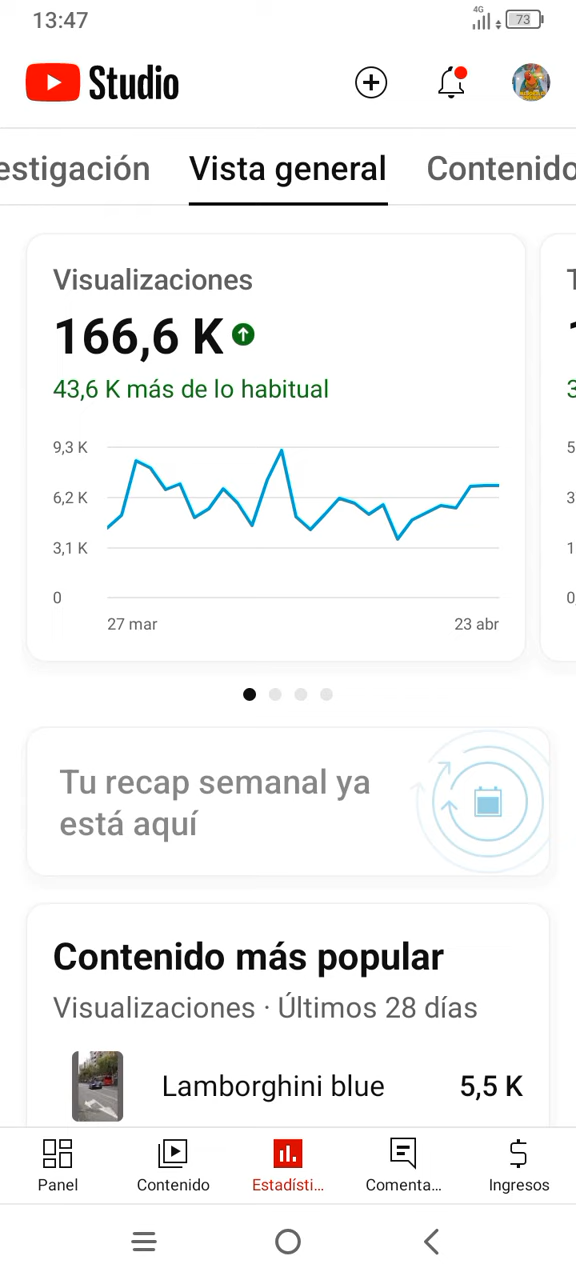 13:47
4G
73
Studio
estigación
Vista general
Contenido
Visualizaciones
166,6 K
43,6 K más de lo habitual
9,3 K
6,2 K
3,1 K
0
27 mar
23 abr
Tu recap semanal ya
está aquí
Contenido más popular
Visualizaciones · Últimos 28 días
Lamborghini blue
5,5 K
Panel
Contenido
Estadísti...
Comenta...
Ingresos